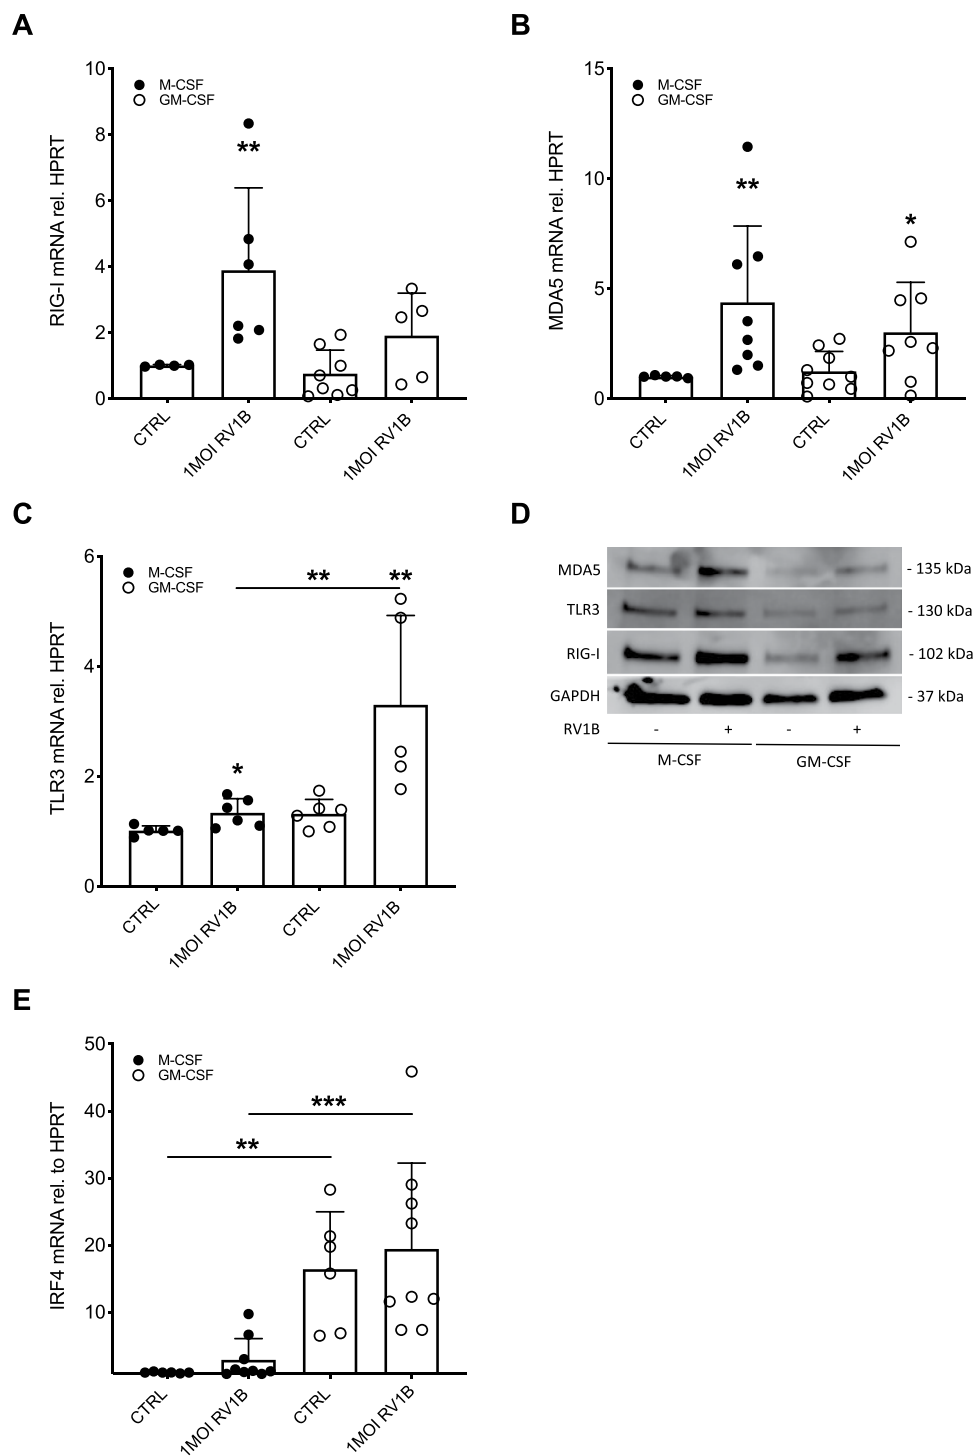 A
RIG-I mRNA rel. HPRT
10
8
6
4
2
0
M-CSF
GM-CSF
**
CTRL
1MOI RV1B
CTRL
1MOI RV1B
B
MDA5 mRNA rel. HPRT
15
10
5
0
M-CSF
GM-CSF
**
*
CTRL
1MOI RV1B
CTRL
1MOI RV1B
C
TLR3 mRNA rel. HPRT
6
4
2
0
M-CSF
GM-CSF
*
**
**
CTRL
1MOI RV1B
CTRL
1MOI RV1B
D
MDA5 - 135 kDa
TLR3 - 130 kDa
RIG-I - 102 kDa
GAPDH - 37 kDa
RV1B - + - +
M-CSF GM-CSF
E
IRF4 mRNA rel. to HPRT
50
40
30
20
10
M-CSF
GM-CSF
***
**
CTRL
1MOI RV1B
CTRL
1MOI RV1B